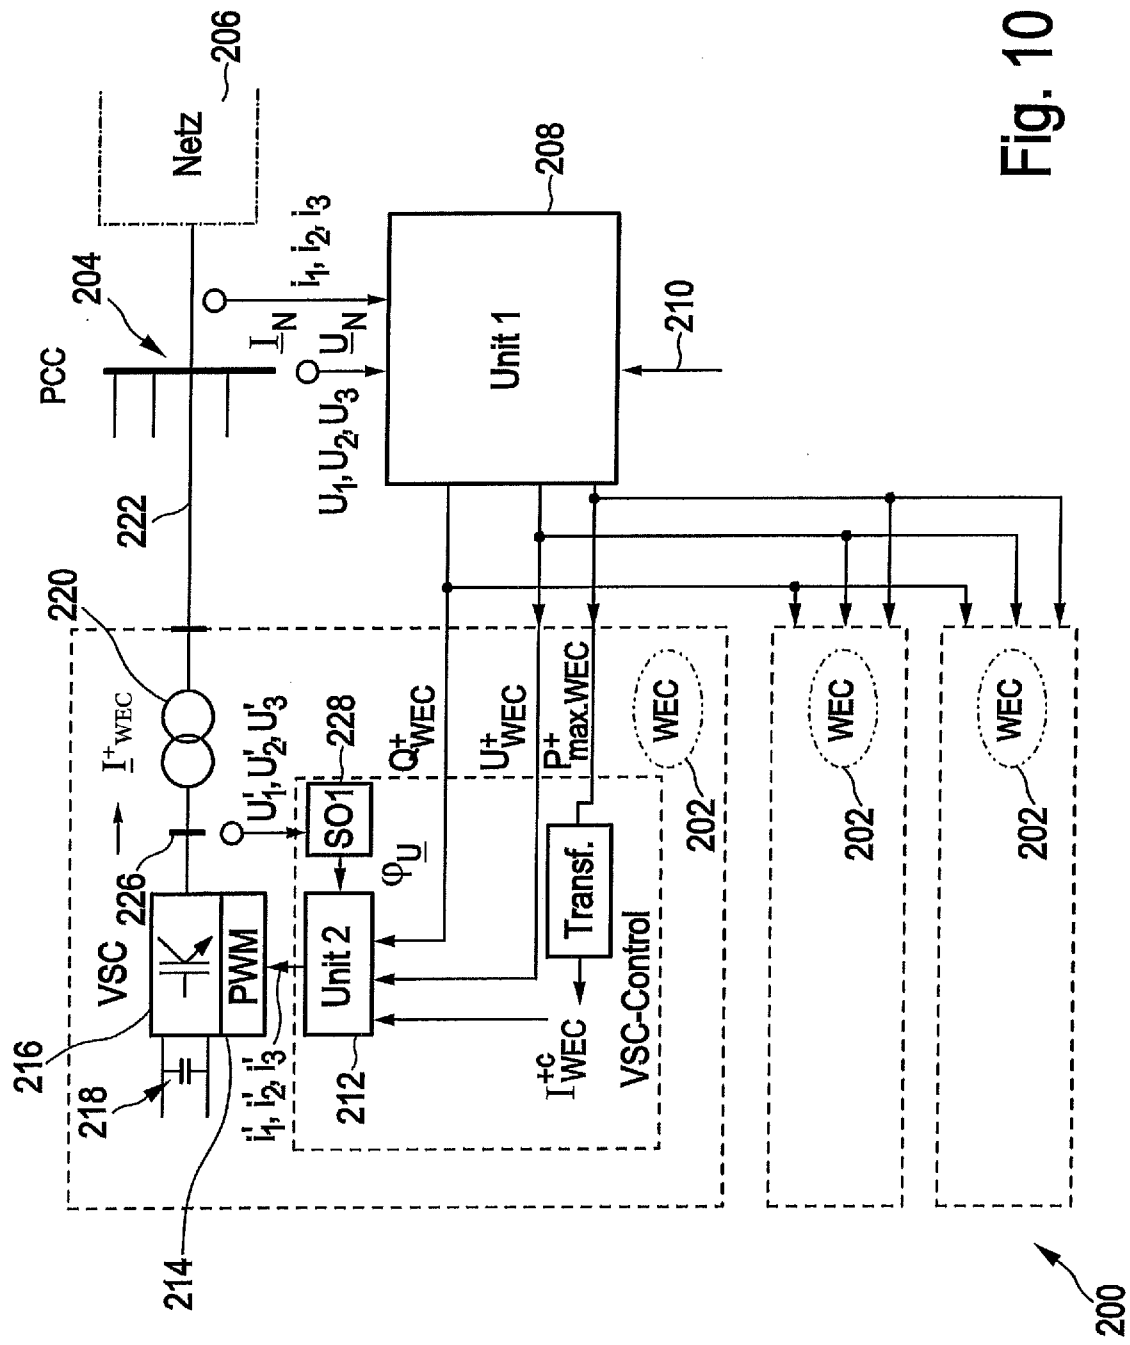 206
Netz
204
PCC
i1, i2, i3
I̲N
U̲N
U1, U2, U3
208
Unit 1
210
222
220
I̲+WEC
U'1, U'2, U'3
228
SO1
φU̲
226
VSC
PWM
216
218
214
i'1, i'2, i'3
Unit 2
212
Q+WEC
U+WEC
P+max.WEC
Transf.
I+cWEC
VSC-Control
WEC
202
WEC
202
WEC
202
200
Fig. 10